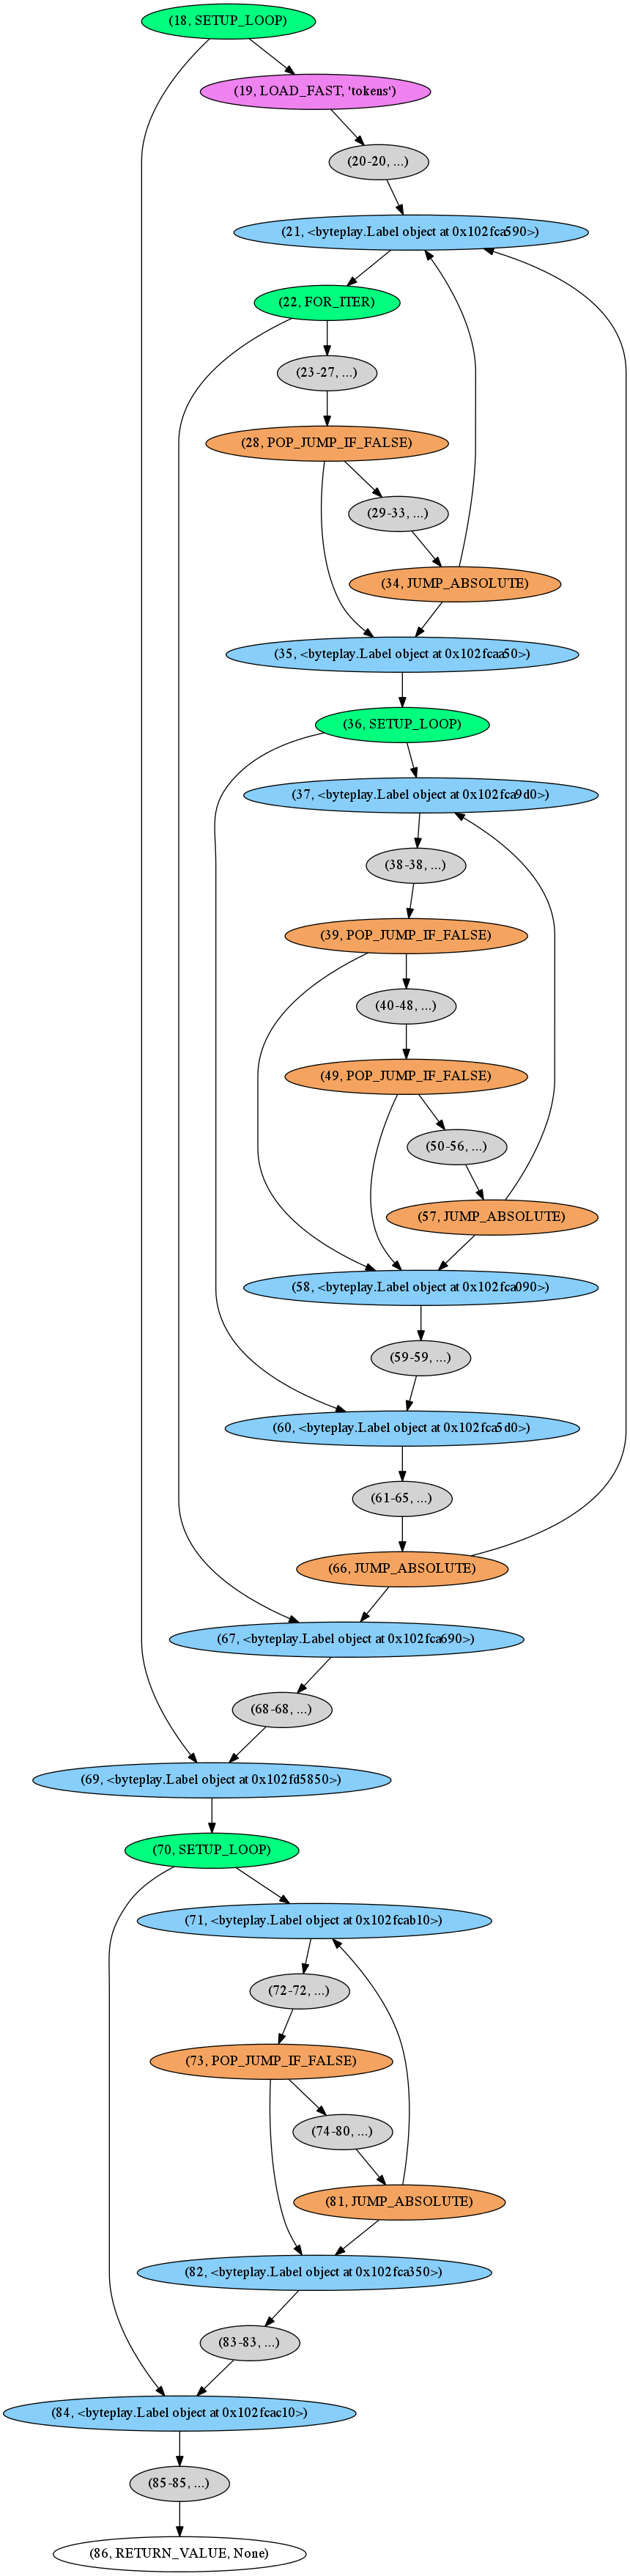 (18, SETUP_LOOP)
(19, LOAD_FAST, 'tokens')
(20-20, ...)
(21, <byteplay.Label object at 0x102fca590>)
(22, FOR_ITER)
(23-27, ...)
(28, POP_JUMP_IF_FALSE)
(29-33, ...)
(34, JUMP_ABSOLUTE)
(35, <byteplay.Label object at 0x102fcaa50>)
(36, SETUP_LOOP)
(37, <byteplay.Label object at 0x102fca9d0>)
(38-38, ...)
(39, POP_JUMP_IF_FALSE)
(40-48, ...)
(49, POP_JUMP_IF_FALSE)
(50-56, ...)
(57, JUMP_ABSOLUTE)
(58, <byteplay.Label object at 0x102fca090>)
(59-59, ...)
(60, <byteplay.Label object at 0x102fca5d0>)
(61-65, ...)
(66, JUMP_ABSOLUTE)
(67, <byteplay.Label object at 0x102fca690>)
(68-68, ...)
(69, <byteplay.Label object at 0x102fd5850>)
(70, SETUP_LOOP)
(71, <byteplay.Label object at 0x102fcab10>)
(72-72, ...)
(73, POP_JUMP_IF_FALSE)
(74-80, ...)
(81, JUMP_ABSOLUTE)
(82, <byteplay.Label object at 0x102fca350>)
(83-83, ...)
(84, <byteplay.Label object at 0x102fcac10>)
(85-85, ...)
(86, RETURN_VALUE, None)